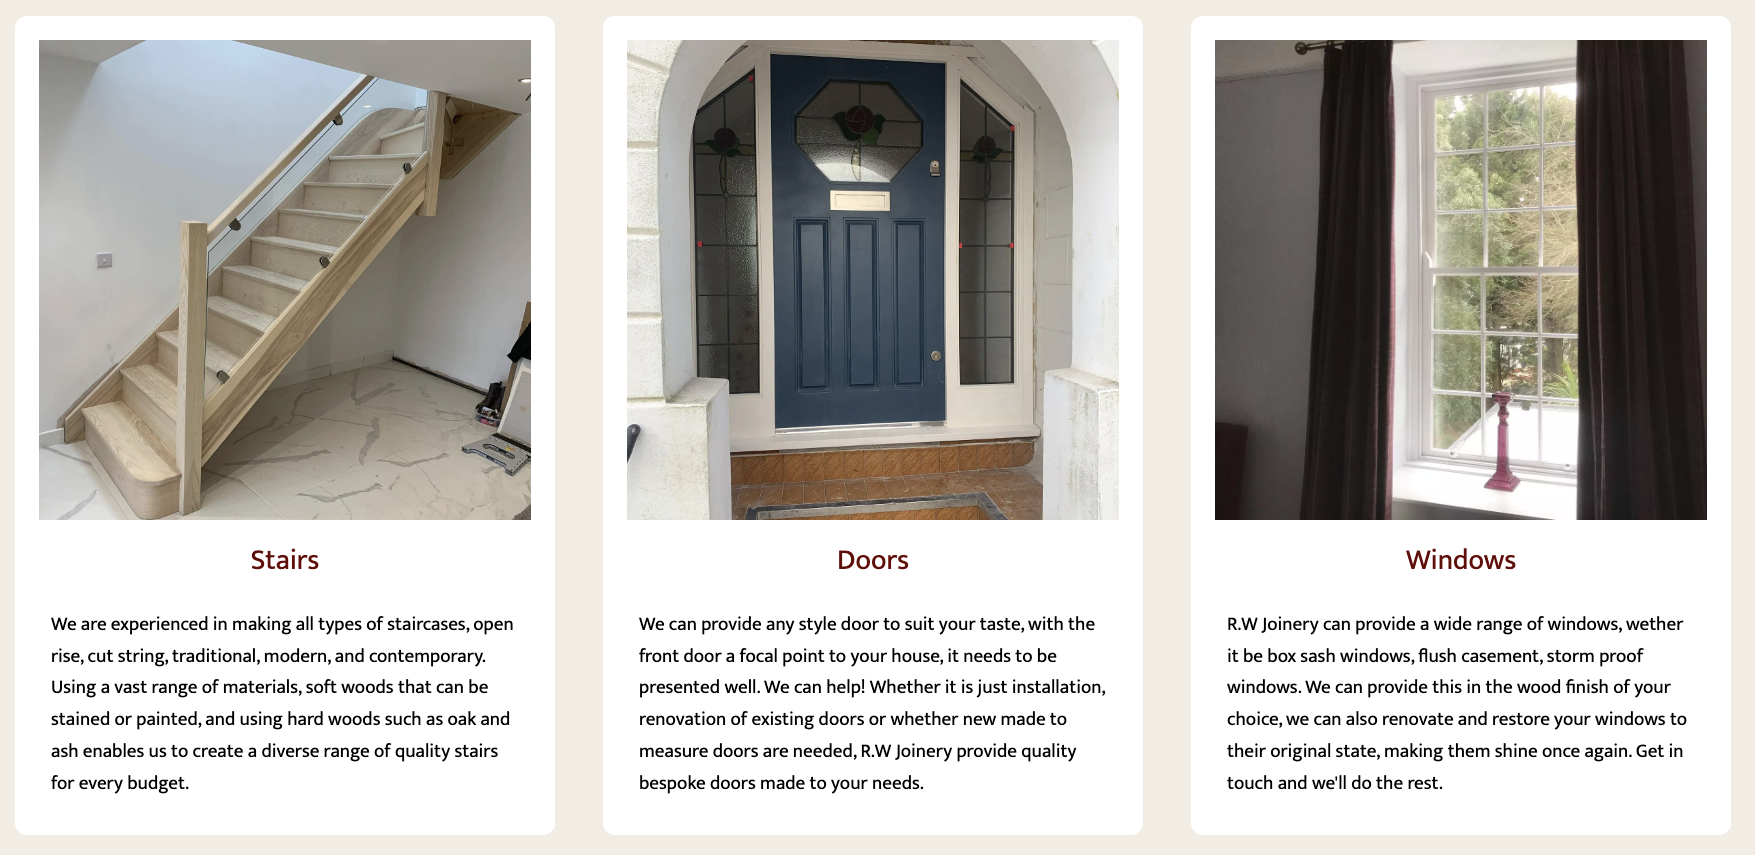 Stairs
We are experienced in making all types of staircases, open
rise, cut string, traditional, modern, and contemporary.
Using a vast range of materials, soft woods that can be
stained or painted, and using hard woods such as oak and
ash enables us to create a diverse range of quality stairs
for every budget.
Doors
We can provide any style door to suit your taste, with the
front door a focal point to your house, it needs to be
presented well. We can help! Whether it is just installation,
renovation of existing doors or whether new made to
measure doors are needed, R.W Joinery provide quality
bespoke doors made to your needs.
Windows
R.W Joinery can provide a wide range of windows, wether
it be box sash windows, flush casement, storm proof
windows. We can provide this in the wood finish of your
choice, we can also renovate and restore your windows to
their original state, making them shine once again. Get in
touch and we'll do the rest.